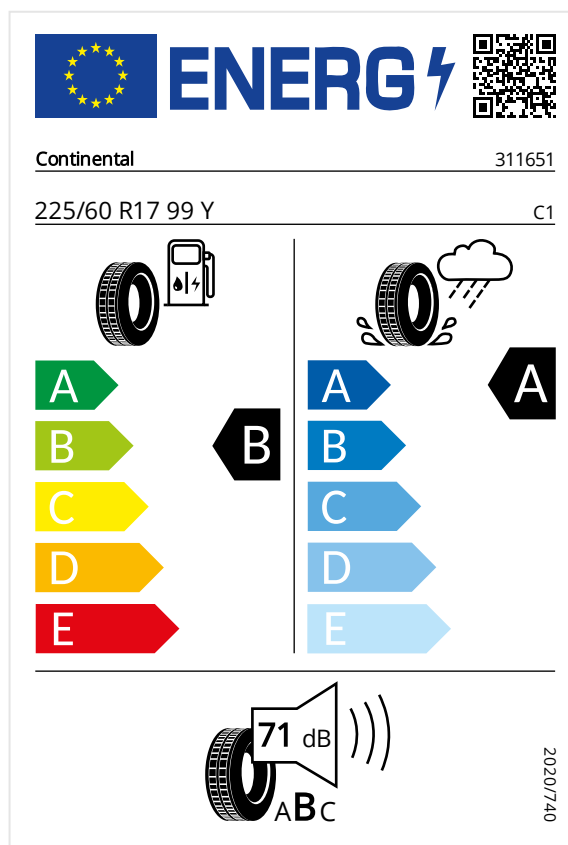 ENERG
Continental 311651
225/60 R17 99 Y C1
A A A
B B B
C C
D D
E E
71 dB
ABC
2020/740